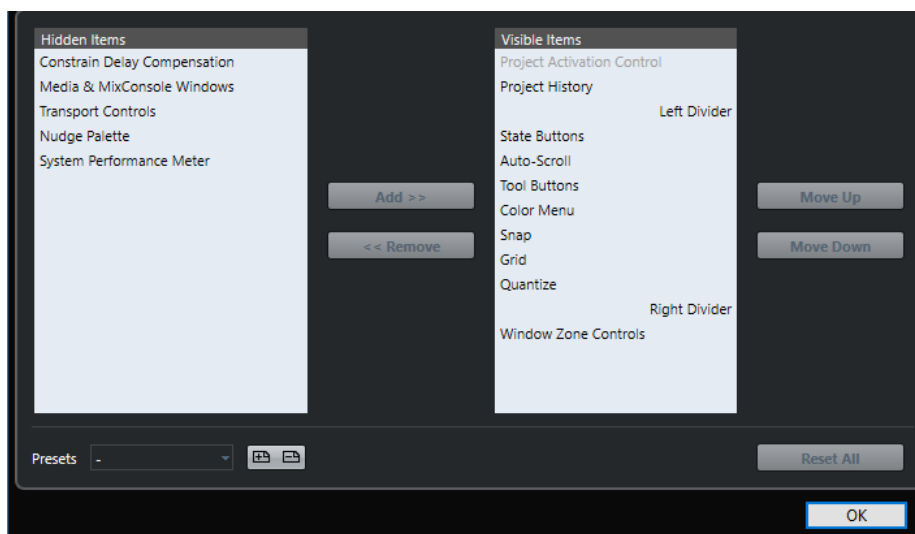 Hidden Items
Constrain Delay Compensation
Media & MixConsole Windows
Transport Controls
Nudge Palette
System Performance Meter
Add >>
<< Remove
Visible Items
Project Activation Control
Project History
Left Divider
State Buttons
Auto-Scroll
Tool Buttons
Color Menu
Snap
Grid
Quantize
Right Divider
Window Zone Controls
Move Up
Move Down
Presets -
Reset All
OK